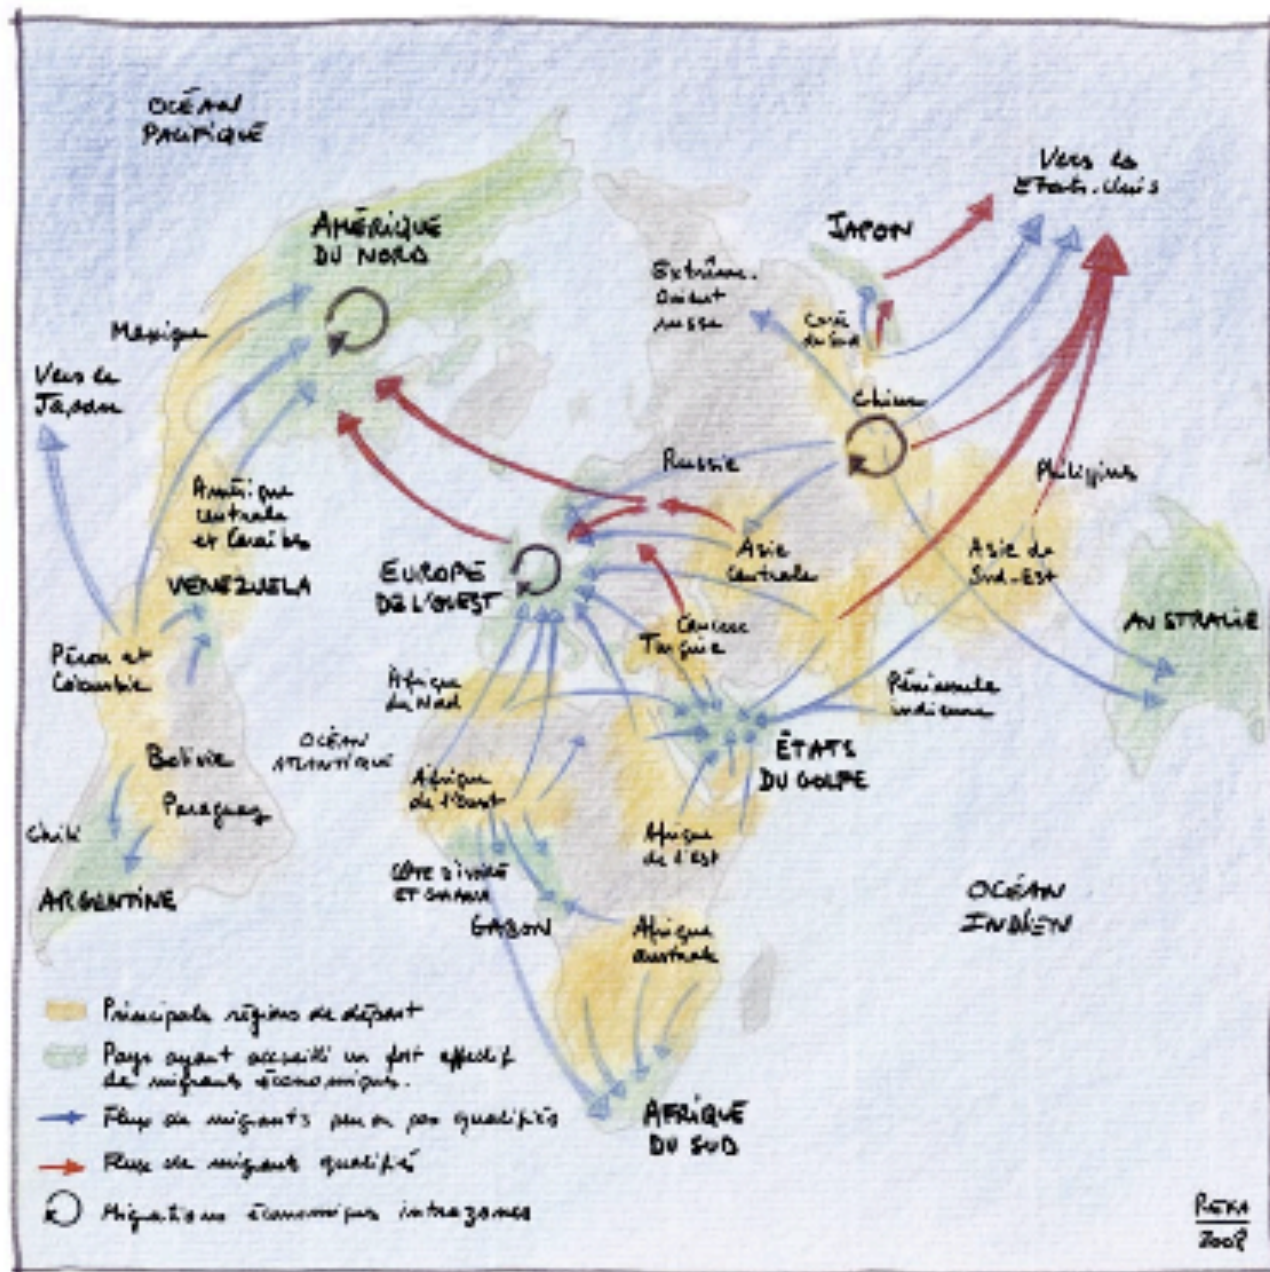 OCÉAN
PACIFIQUE
AMÉRIQUE
DU NORD
Mexique
Vers le
Japon
Amérique
centrale
et Caraïbes
VENEZUELA
Pérou et
Colombie
Bolivie
Paraguay
Chili
ARGENTINE
OCÉAN
ATLANTIQUE
EUROPE
DE L'OUEST
Afrique
du Nord
Afrique
de l'Ouest
CÔTE D'IVOIRE
ET GHANA
GABON
Afrique
de l'Est
Afrique
australe
AFRIQUE
DU SUD
Extrême-
Orient
russe
JAPON
Vers les
États-Unis
Corée
du Sud
Chine
Russie
Philippines
Asie
Centrale
Asie du
Sud-Est
Caucase
Turquie
AUSTRALIE
Péninsule
indienne
ÉTATS
DU GOLFE
OCÉAN
INDIEN
Principales régions de départ
Pays ayant accueilli un fort effectif
de migrants économiques.
Flux de migrants peu ou pas qualifiés
Flux de migrants qualifiés
Migrations économiques intrazones
REKA